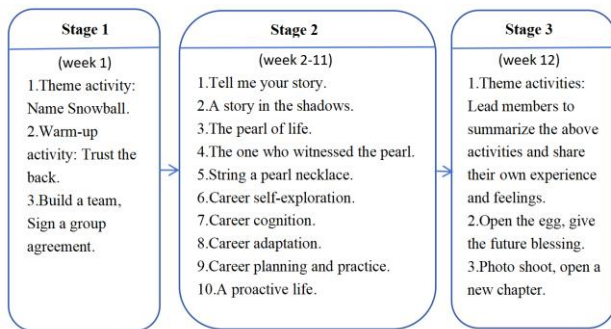 Stage 1
(week 1)
1.Theme activity:
Name Snowball.
2.Warm-up
activity: Trust the
back.
3.Build a team,
Sign a group
agreement.
Stage 2
(week 2-11)
1.Tell me your story.
2.A story in the shadows.
3.The pearl of life.
4.The one who witnessed the pearl.
5.String a pearl necklace.
6.Career self-exploration.
7.Career cognition.
8.Career adaptation.
9.Career planning and practice.
10.A proactive life.
Stage 3
(week 12)
1.Theme activities:
Lead members to
summarize the above
activities and share
their own experience
and feelings.
2.Open the egg, give
the future blessing.
3.Photo shoot, open a
new chapter.